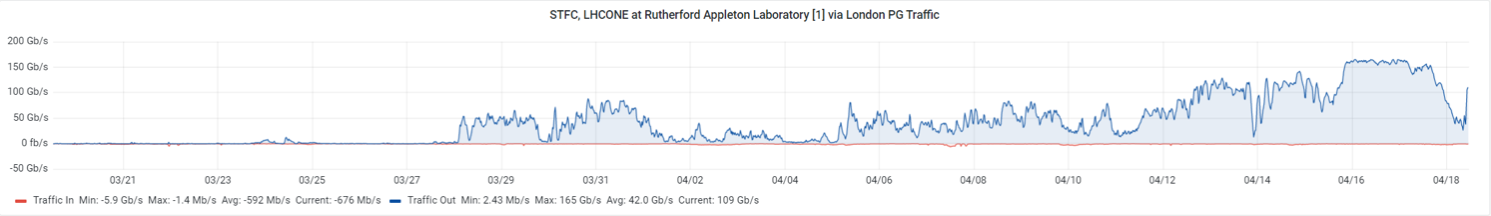 STFC, LHCONE at Rutherford Appleton Laboratory [1] via London PG Traffic
200 Gb/s
150 Gb/s
100 Gb/s
50 Gb/s
0 fb/s
-50 Gb/s
03/21 03/23 03/25 03/27 03/29 03/31 04/02 04/04 04/06 04/08 04/10 04/12 04/14 04/16 04/18
Traffic In Min: -5.9 Gb/s Max: -1.4 Mb/s Avg: -592 Mb/s Current: -676 Mb/s Traffic Out Min: 2.43 Mb/s Max: 165 Gb/s Avg: 42.0 Gb/s Current: 109 Gb/s